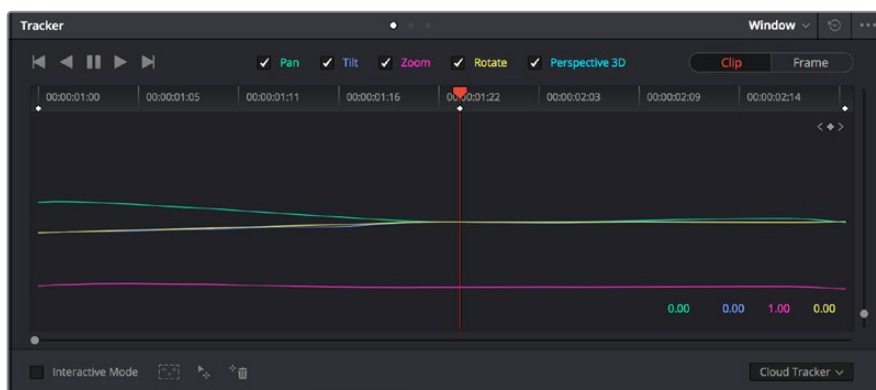 Tracker Window
Pan Tilt Zoom Rotate Perspective 3D Clip Frame
00:00:01:00 00:00:01:05 00:00:01:11 00:00:01:16 00:00:01:22 00:00:02:03 00:00:02:09 00:00:02:14
0.00 0.00 1.00 0.00
Interactive Mode Cloud Tracker